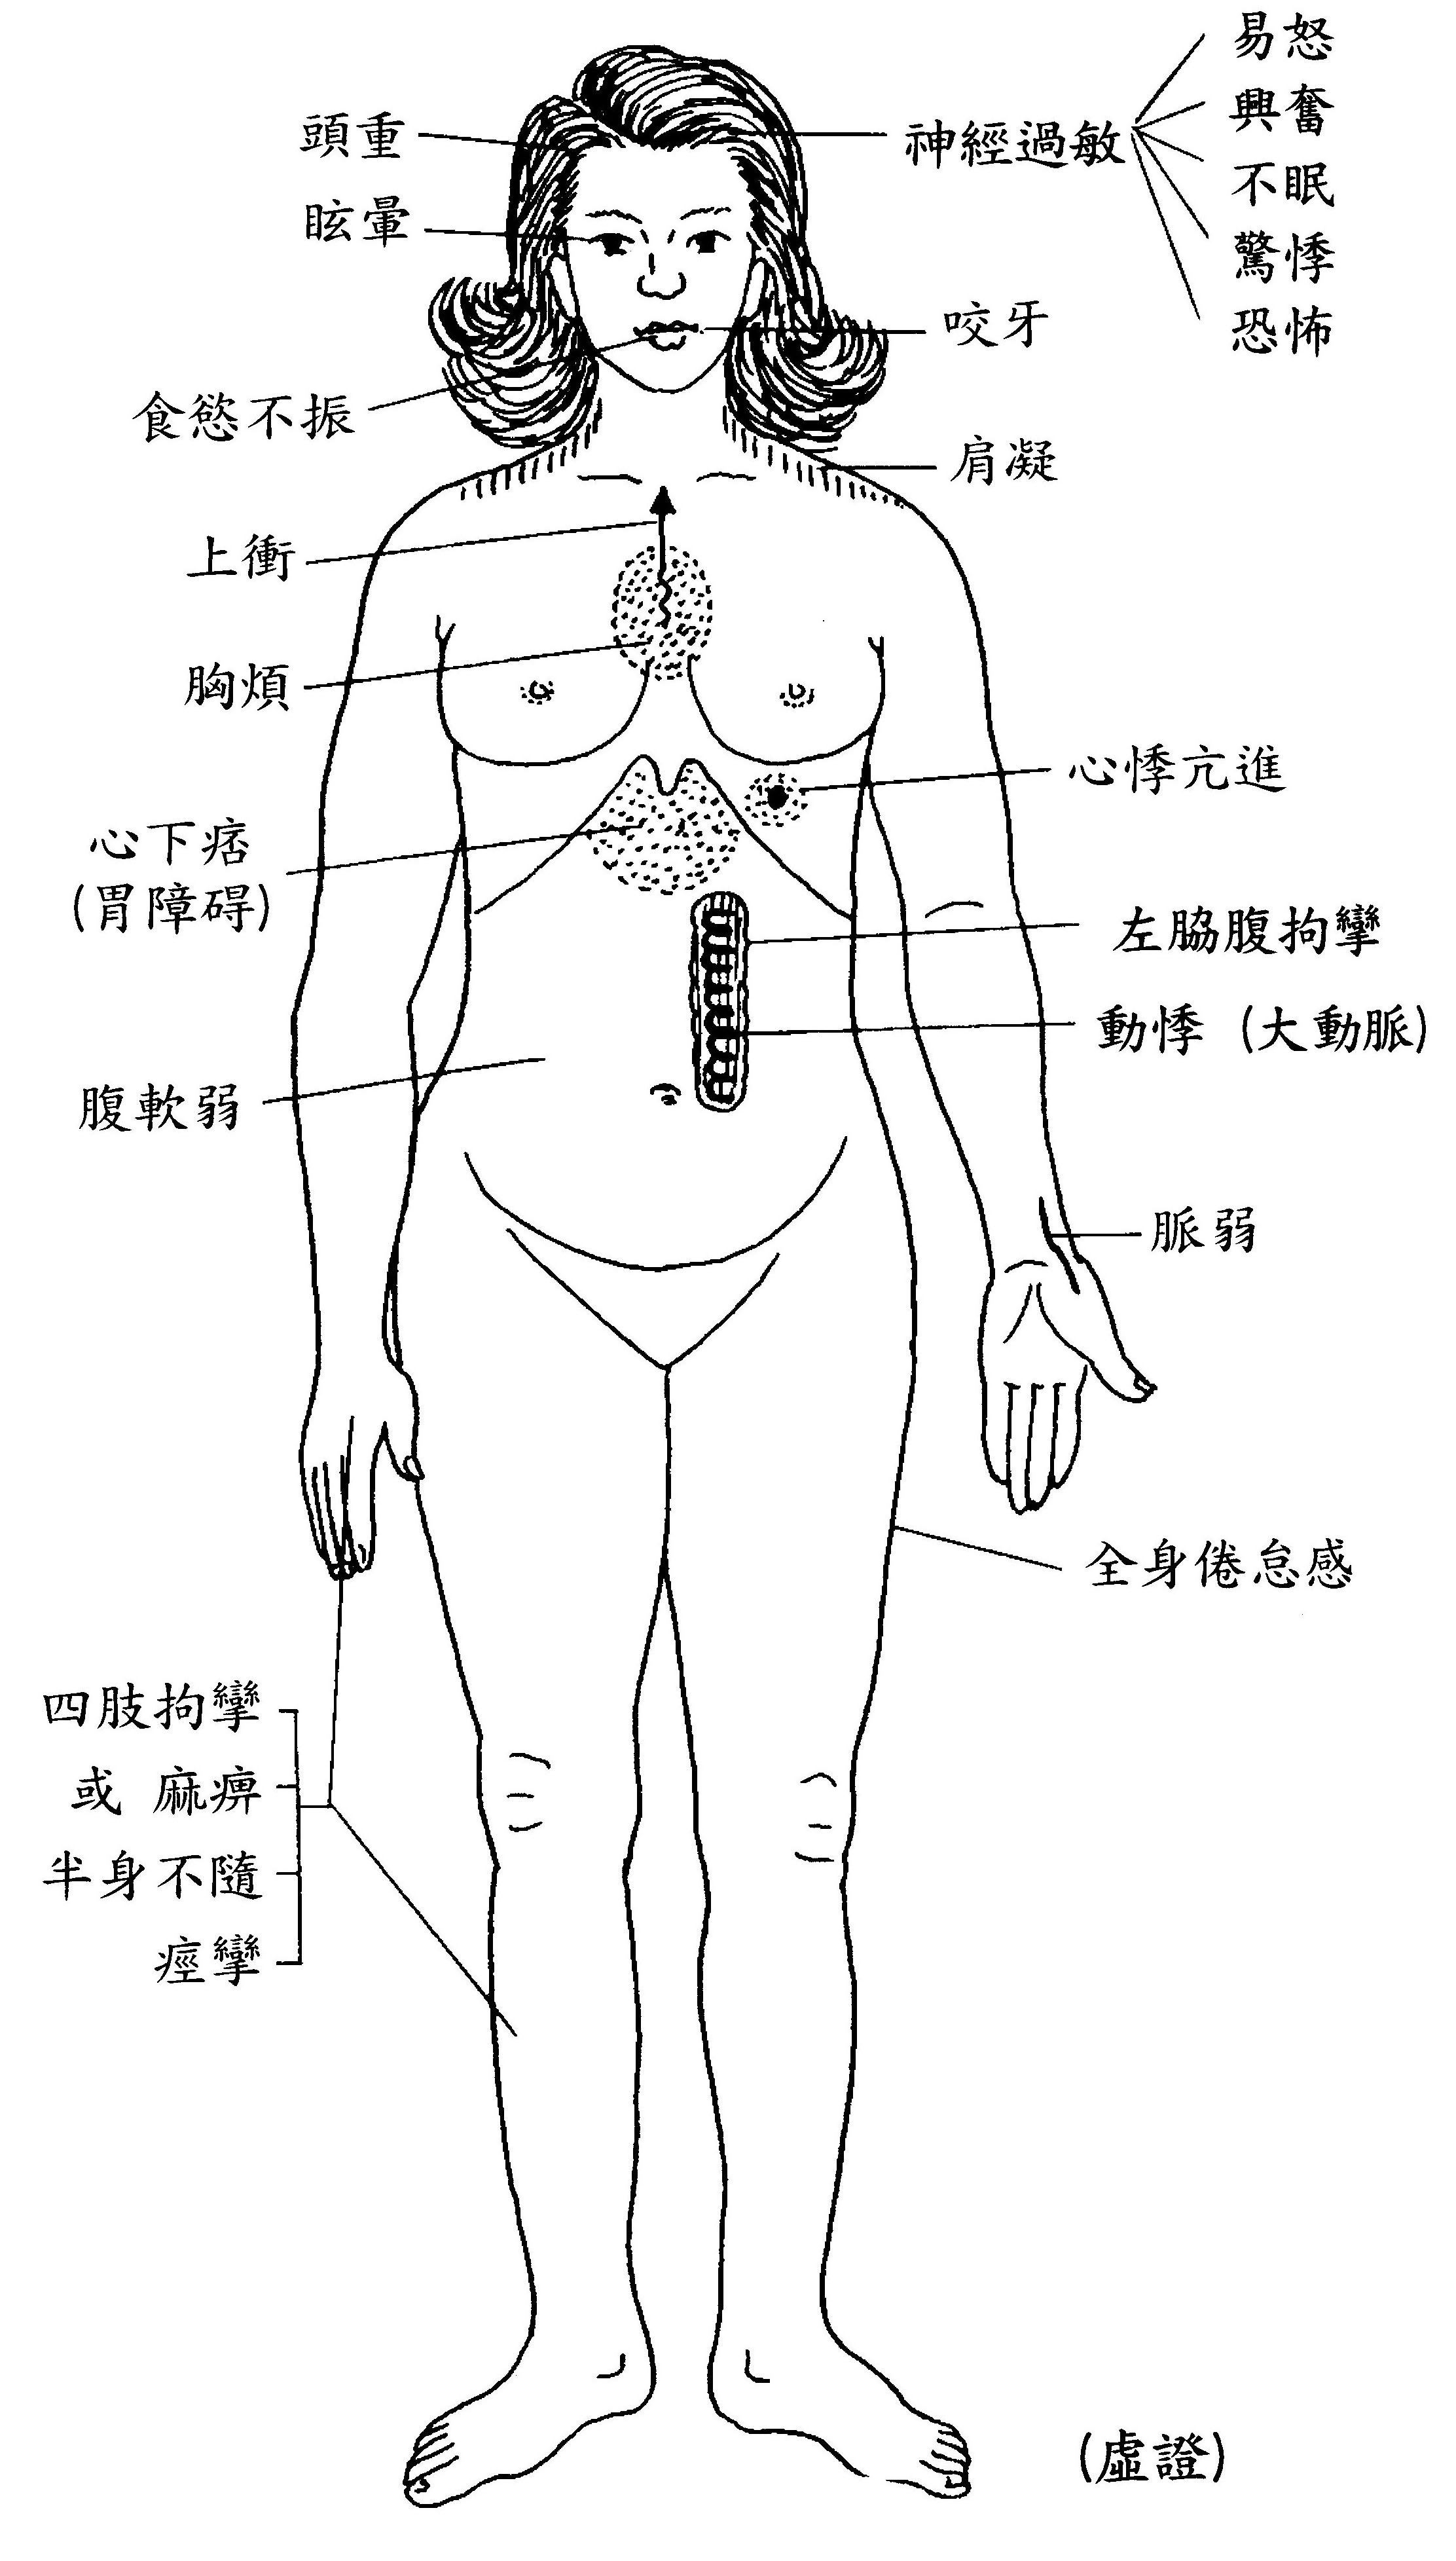 易怒
興奮
頭重
神經過敏
不眠
眩暈
驚悸
咬牙
恐怖
食慾不振
肩凝
上衝
胸煩
心悸亢進
心下痞
(胃障碍)
左脇腹拘攣
動悸 (大動脈)
腹軟弱
脈弱
全身倦怠感
四肢拘攣
或 麻痹
半身不隨
痙攣
(虛證)